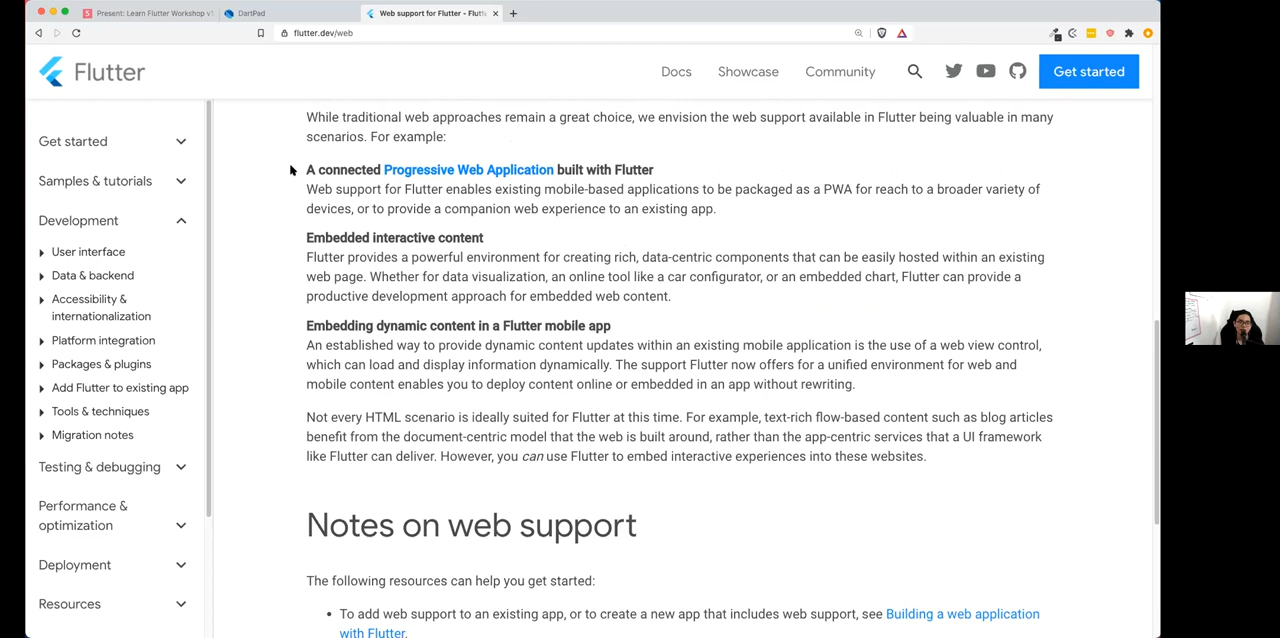 Present: Learn Flutter Workshop v1
DartPad
Web support for Flutter - Flutt
flutter.dev/web
Flutter
Docs
Showcase
Community
Get started
Get started
Samples & tutorials
Development
User interface
Data & backend
Accessibility &
internationalization
Platform integration
Packages & plugins
Add Flutter to existing app
Tools & techniques
Migration notes
Testing & debugging
Performance &
optimization
Deployment
Resources
While traditional web approaches remain a great choice, we envision the web support available in Flutter being valuable in many
scenarios. For example:
A connected Progressive Web Application built with Flutter
Web support for Flutter enables existing mobile-based applications to be packaged as a PWA for reach to a broader variety of
devices, or to provide a companion web experience to an existing app.
Embedded interactive content
Flutter provides a powerful environment for creating rich, data-centric components that can be easily hosted within an existing
web page. Whether for data visualization, an online tool like a car configurator, or an embedded chart, Flutter can provide a
productive development approach for embedded web content.
Embedding dynamic content in a Flutter mobile app
An established way to provide dynamic content updates within an existing mobile application is the use of a web view control,
which can load and display information dynamically. The support Flutter now offers for a unified environment for web and
mobile content enables you to deploy content online or embedded in an app without rewriting.
Not every HTML scenario is ideally suited for Flutter at this time. For example, text-rich flow-based content such as blog articles
benefit from the document-centric model that the web is built around, rather than the app-centric services that a UI framework
like Flutter can deliver. However, you can use Flutter to embed interactive experiences into these websites.
Notes on web support
The following resources can help you get started:
• To add web support to an existing app, or to create a new app that includes web support, see Building a web application
with Flutter.